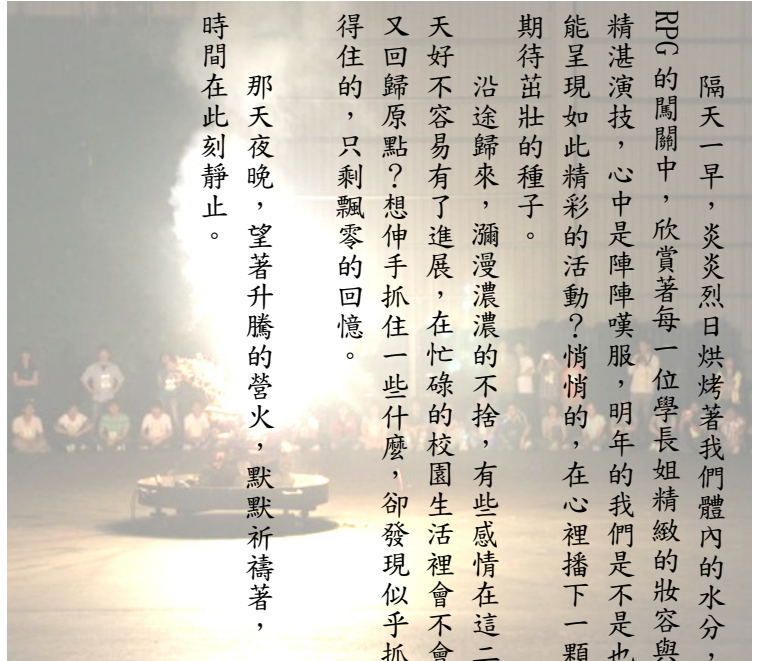 隔天一早，炎炎烈日烘烤著我們體內的水分，
RPG 的闖關中，欣賞著每一位學長姐精緻的妝容與
精湛演技，心中是陣陣嘆服，明年的我們是不是也
能呈現如此精彩的活動？悄悄的，在心裡播下一顆
期待茁壯的種子。
沿途歸來，瀰漫濃濃的不捨，有些感情在這二
天好不容易有了進展，在忙碌的校園生活裡會不會
又回歸原點？想伸手抓住一些什麼，卻發現似乎抓
得住的，只剩飄零的回憶。
那天夜晚，望著升騰的營火，默默祈禱著，
時間在此刻靜止。